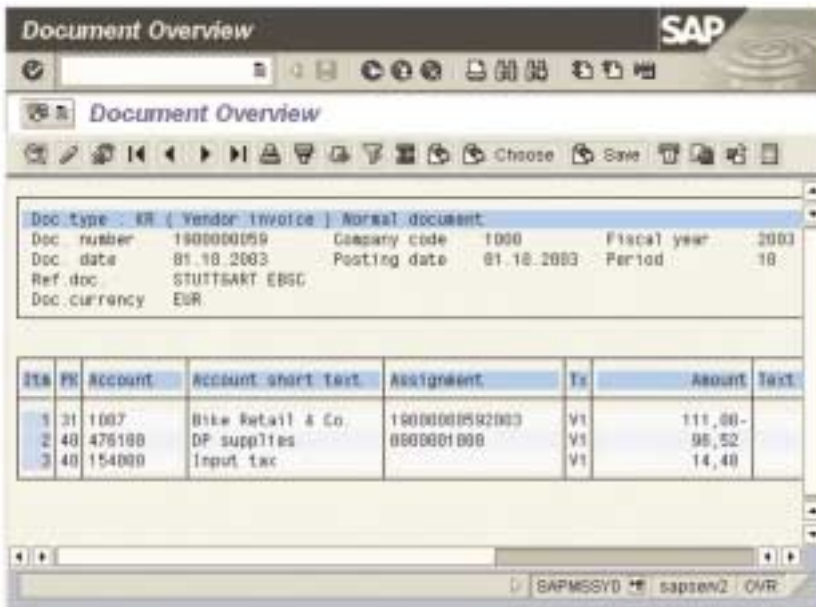 Document Overview SAP
Document Overview
Choose Save
Doc.type : KR ( Vendor invoice ) Normal document
Doc. number 1900000059 Company code 1000 Fiscal year 2003
Doc. date 01.10.2003 Posting date 01.10.2003 Period 10
Ref.doc. STUTTGART EBSC
Doc.currency EUR
Itm PK Account Account short text Assignment Tx Amount Text
1 31 1007 Bike Retail & Co. 19000000592003 V1 111,00-
2 40 476100 DP supplies 0000001000 V1 96,52
3 40 154000 Input tax V1 14,48
SAPMSSY0 sapserv2 OVR